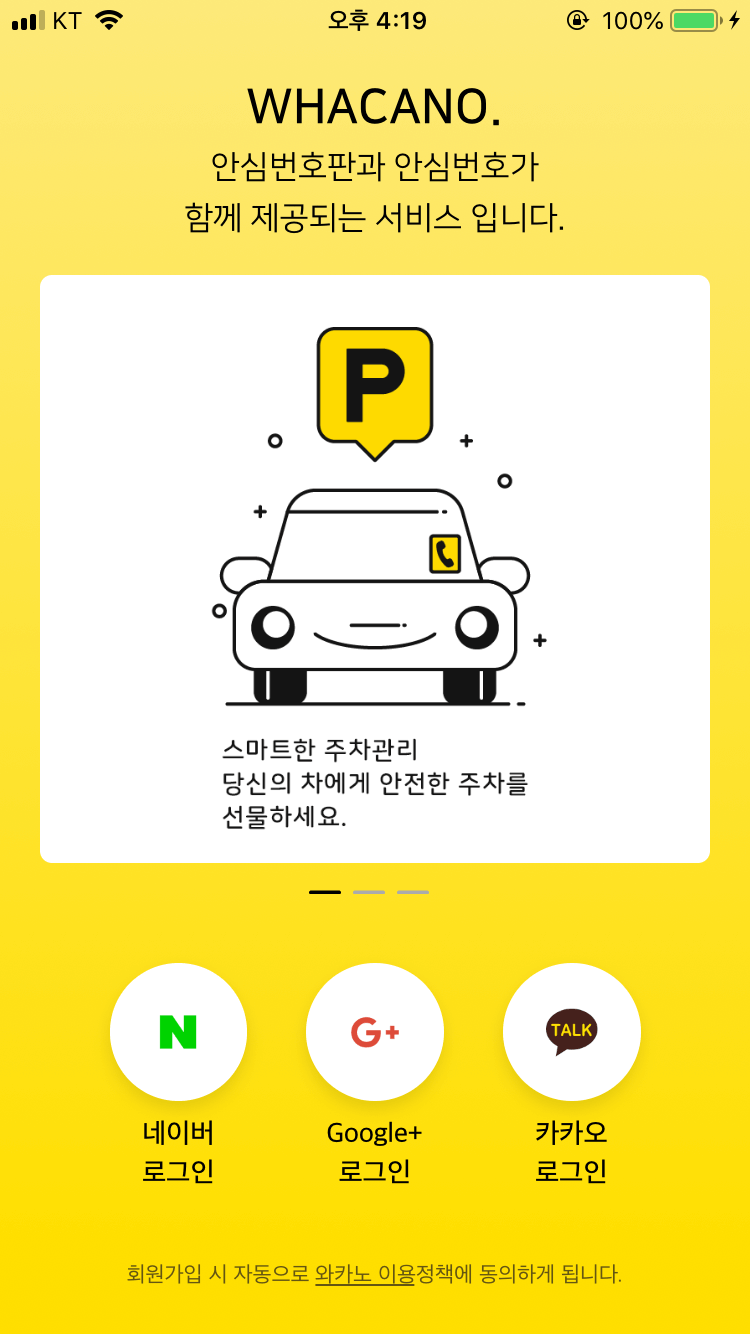 KT 오후 4:19 100%
WHACANO.
안심번호판과 안심번호가
함께 제공되는 서비스 입니다.
P
스마트한 주차관리
당신의 차에게 안전한 주차를
선물하세요.
N G+ TALK
네이버 Google+ 카카오
로그인 로그인 로그인
회원가입 시 자동으로 와카노 이용정책에 동의하게 됩니다.